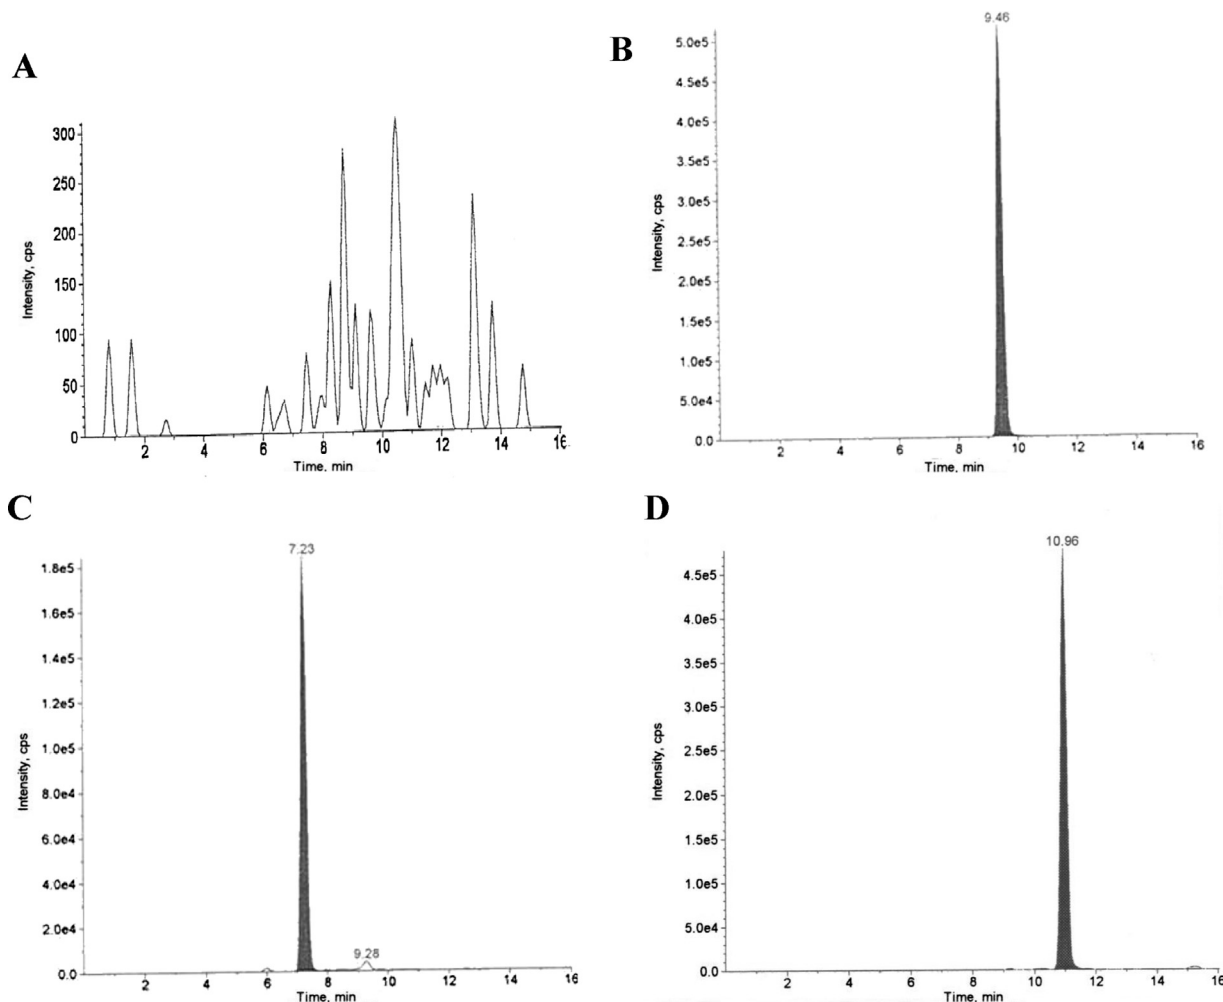 A
300
250
200
150
100
50
0
Intensity, cps
2 4 6 8 10 12 14 16
Time, min
B
9.46
5.0e5
4.5e5
4.0e5
3.5e5
3.0e5
2.5e5
2.0e5
1.5e5
1.0e5
5.0e4
0.0
Intensity, cps
2 4 6 8 10 12 14 16
Time, min
C
7.23
1.8e5
1.6e5
1.4e5
1.2e5
1.0e5
8.0e4
6.0e4
4.0e4
2.0e4
0.0
9.28
Intensity, cps
2 4 6 8 10 12 14 16
Time, min
D
10.96
4.5e5
4.0e5
3.5e5
3.0e5
2.5e5
2.0e5
1.5e5
1.0e5
5.0e4
0.0
Intensity, cps
2 4 6 8 10 12 14 16
Time, min